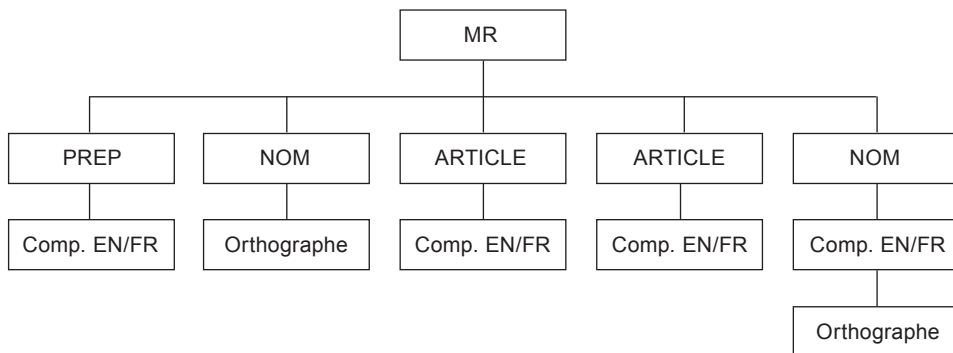 MR
PREP NOM ARTICLE ARTICLE NOM
Comp. EN/FR Orthographe Comp. EN/FR Comp. EN/FR Comp. EN/FR
Orthographe